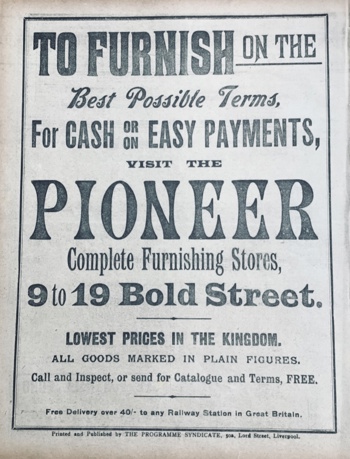 TO FURNISH ON THE
Best Possible Terms,
For CASH OR ON EASY PAYMENTS,
VISIT THE
PIONEER
Complete Furnishing Stores,
9 to 19 Bold Street.
LOWEST PRICES IN THE KINGDOM.
ALL GOODS MARKED IN PLAIN FIGURES.
Call and Inspect, or send for Catalogue and Terms, FREE.
Free Delivery over 40/- to any Railway Station in Great Britain.
Printed and Published by THE PROGRAMME SYNDICATE, Lord Street, Liverpool.